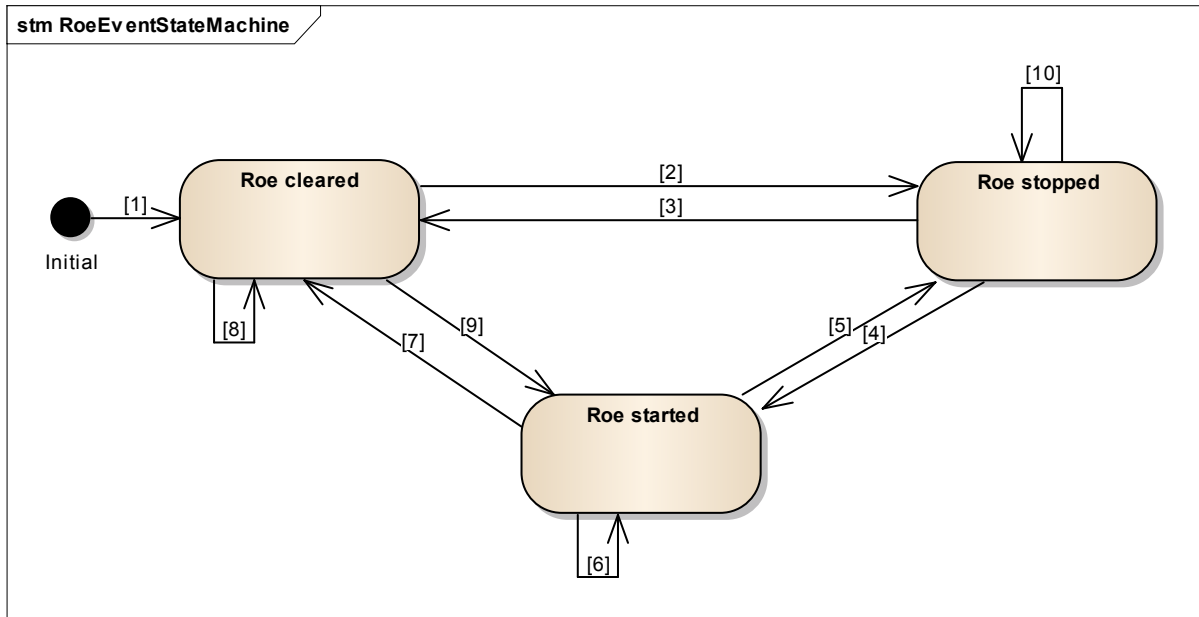 stm RoeEventStateMachine
[10]
Roe cleared
Roe stopped
[2]
[1]
[3]
Initial
[8]
[9]
[7]
[5]
[4]
Roe started
[6]